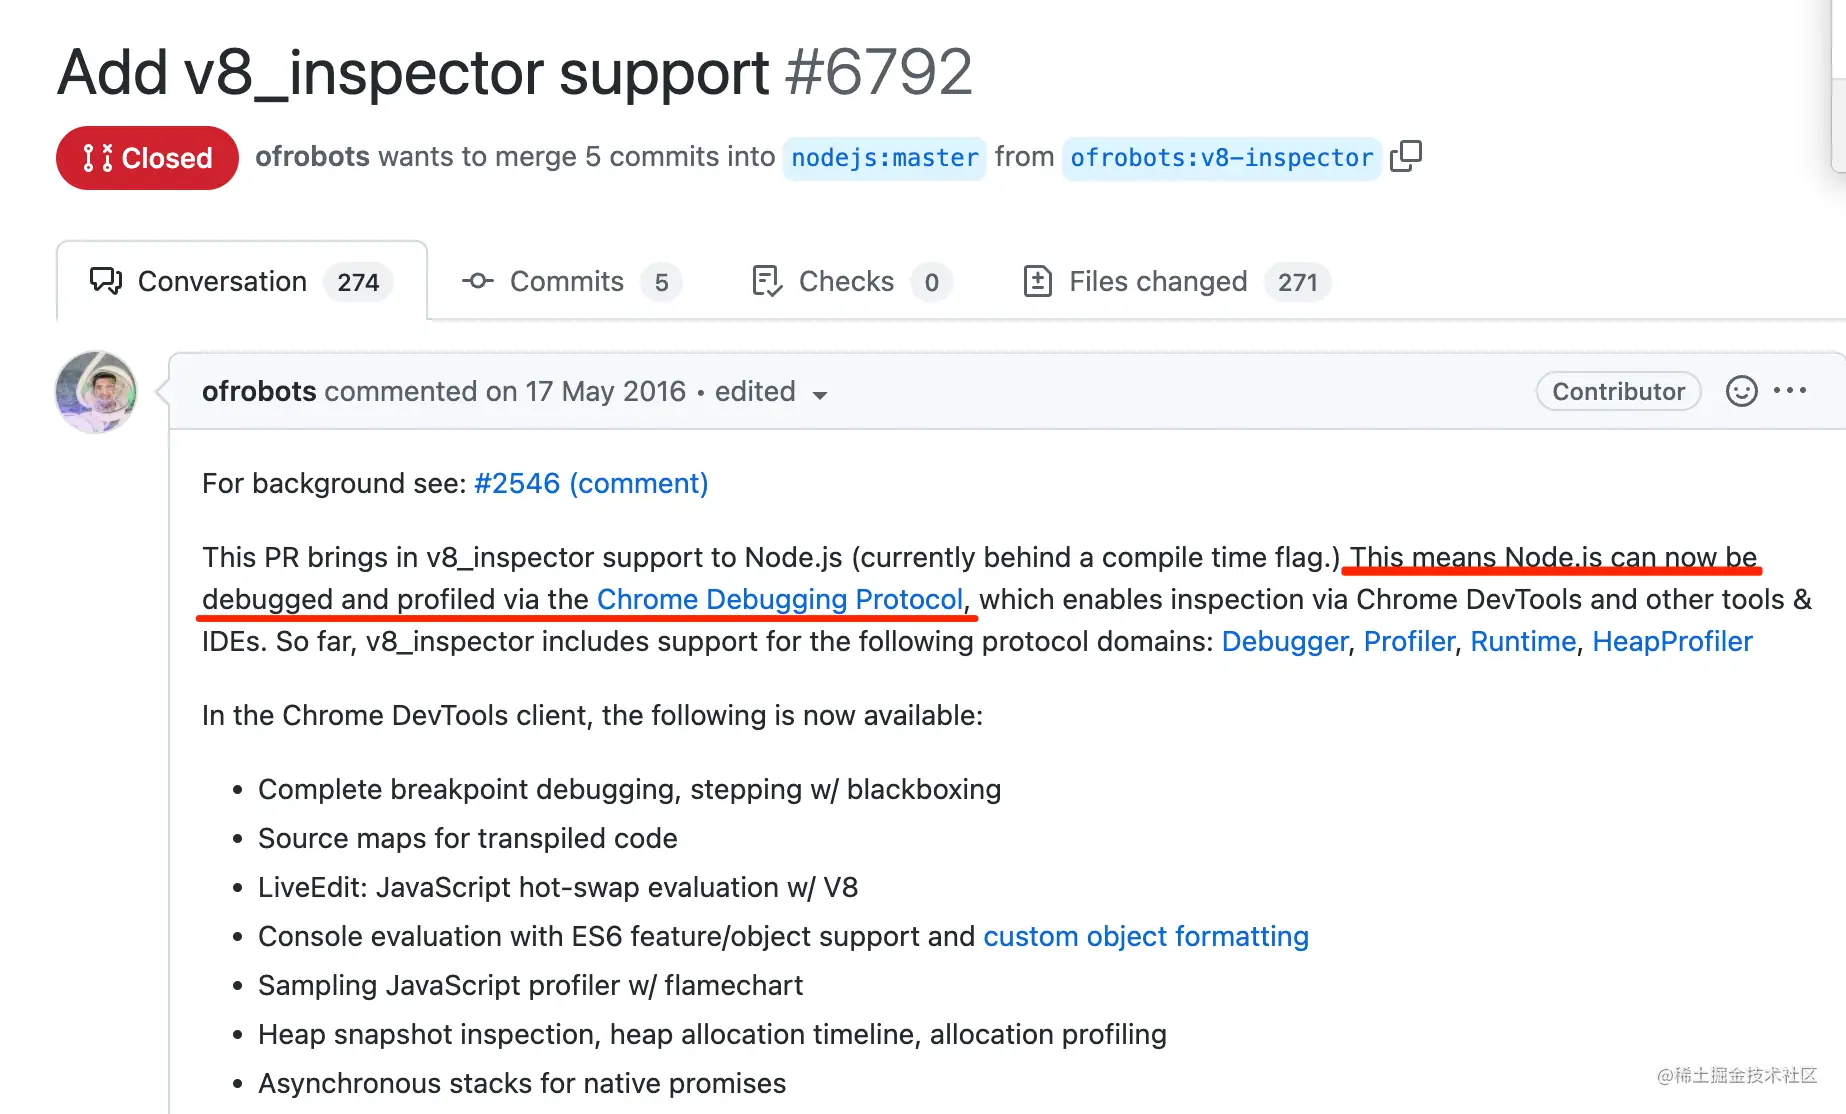 Add v8_inspector support #6792
Closed ofrobots wants to merge 5 commits into nodejs:master from ofrobots:v8-inspector
Conversation 274 Commits 5 Checks 0 Files changed 271
ofrobots commented on 17 May 2016 • edited Contributor
For background see: #2546 (comment)
This PR brings in v8_inspector support to Node.js (currently behind a compile time flag.) This means Node.js can now be
debugged and profiled via the Chrome Debugging Protocol, which enables inspection via Chrome DevTools and other tools &
IDEs. So far, v8_inspector includes support for the following protocol domains: Debugger, Profiler, Runtime, HeapProfiler
In the Chrome DevTools client, the following is now available:
• Complete breakpoint debugging, stepping w/ blackboxing
• Source maps for transpiled code
• LiveEdit: JavaScript hot-swap evaluation w/ V8
• Console evaluation with ES6 feature/object support and custom object formatting
• Sampling JavaScript profiler w/ flamechart
• Heap snapshot inspection, heap allocation timeline, allocation profiling
• Asynchronous stacks for native promises
@稀土掘金技术社区